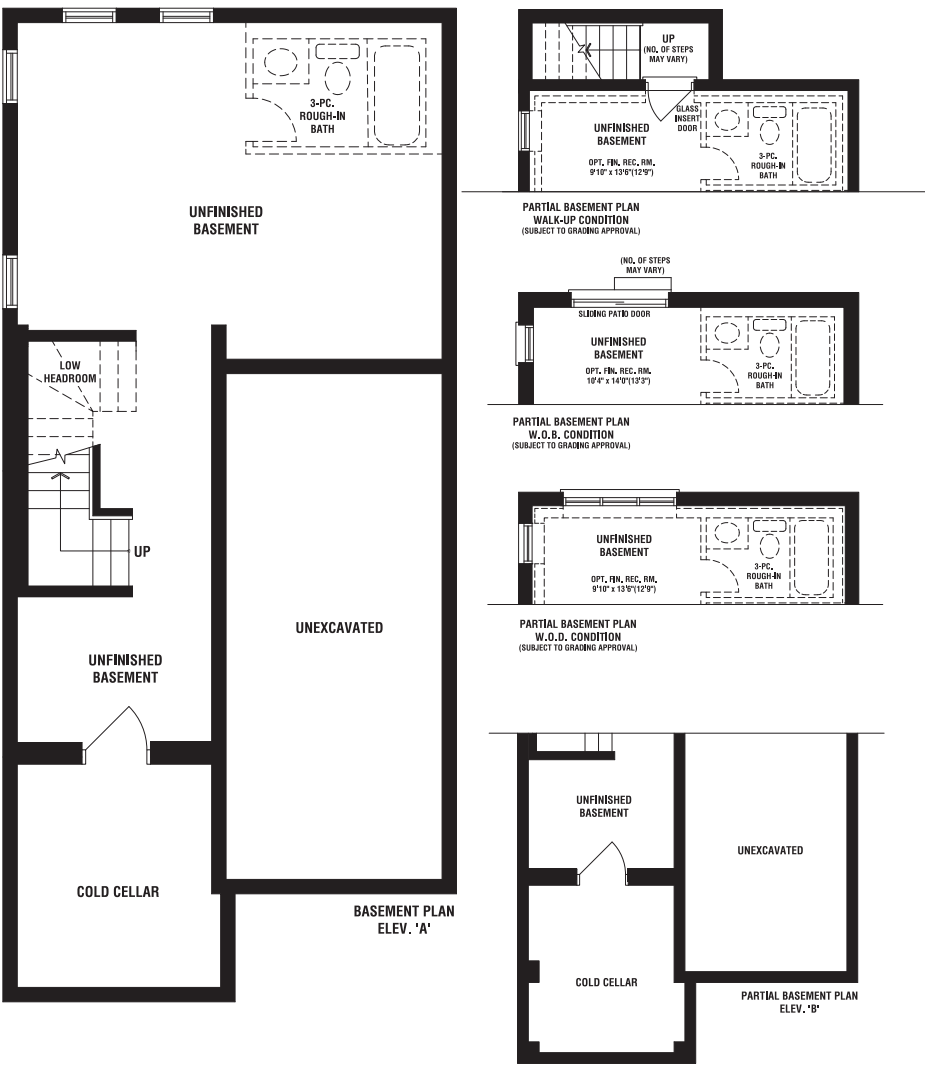 3-PC.
ROUGH-IN
BATH
UNFINISHED
BASEMENT
LOW
HEADROOM
UP
UNFINISHED
BASEMENT
UNEXCAVATED
COLD CELLAR
BASEMENT PLAN
ELEV. 'A'
UP
(NO. OF STEPS
MAY VARY)
GLASS
INSERT
DOOR
UNFINISHED
BASEMENT
OPT. FIN. REC. RM.
9'10" x 13'6"(12'9")
3-PC.
ROUGH-IN
BATH
PARTIAL BASEMENT PLAN
WALK-UP CONDITION
(SUBJECT TO GRADING APPROVAL)
(NO. OF STEPS
MAY VARY)
SLIDING PATIO DOOR
UNFINISHED
BASEMENT
OPT. FIN. REC. RM.
10'4" x 14'0"(13'3")
3-PC.
ROUGH-IN
BATH
PARTIAL BASEMENT PLAN
W.O.B. CONDITION
(SUBJECT TO GRADING APPROVAL)
UNFINISHED
BASEMENT
OPT. FIN. REC. RM.
9'10" x 13'6"(12'9")
3-PC.
ROUGH-IN
BATH
PARTIAL BASEMENT PLAN
W.O.D. CONDITION
(SUBJECT TO GRADING APPROVAL)
UNFINISHED
BASEMENT
UNEXCAVATED
COLD CELLAR
PARTIAL BASEMENT PLAN
ELEV. 'B'